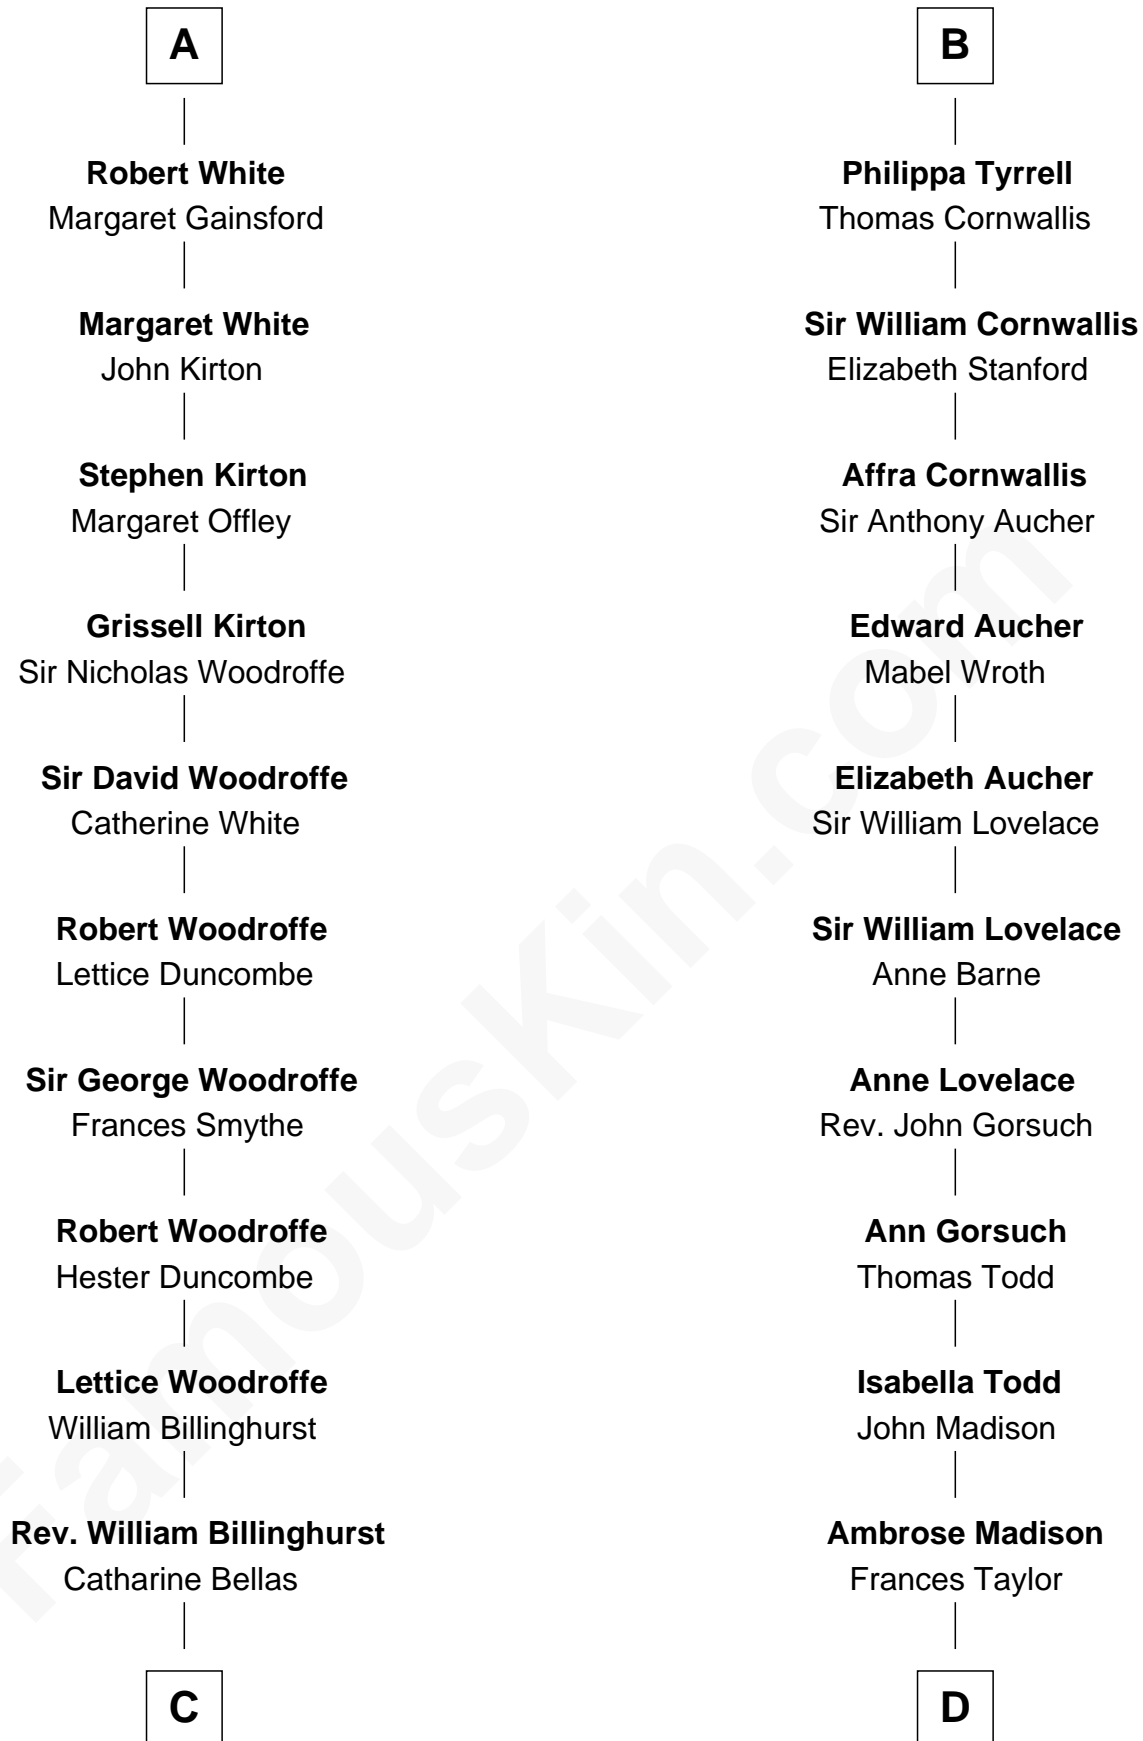 A
Robert White
Margaret Gainsford
Margaret White
John Kirton
Stephen Kirton
Margaret Offley
Grissell Kirton
Sir Nicholas Woodroffe
Sir David Woodroffe
Catherine White
Robert Woodroffe
Lettice Duncombe
Sir George Woodroffe
Frances Smythe
Robert Woodroffe
Hester Duncombe
Lettice Woodroffe
William Billinghurst
Rev. William Billinghurst
Catharine Bellas
C
B
Philippa Tyrrell
Thomas Cornwallis
Sir William Cornwallis
Elizabeth Stanford
Affra Cornwallis
Sir Anthony Aucher
Edward Aucher
Mabel Wroth
Elizabeth Aucher
Sir William Lovelace
Sir William Lovelace
Anne Barne
Anne Lovelace
Rev. John Gorsuch
Ann Gorsuch
Thomas Todd
Isabella Todd
John Madison
Ambrose Madison
Frances Taylor
D
FamousKin.com